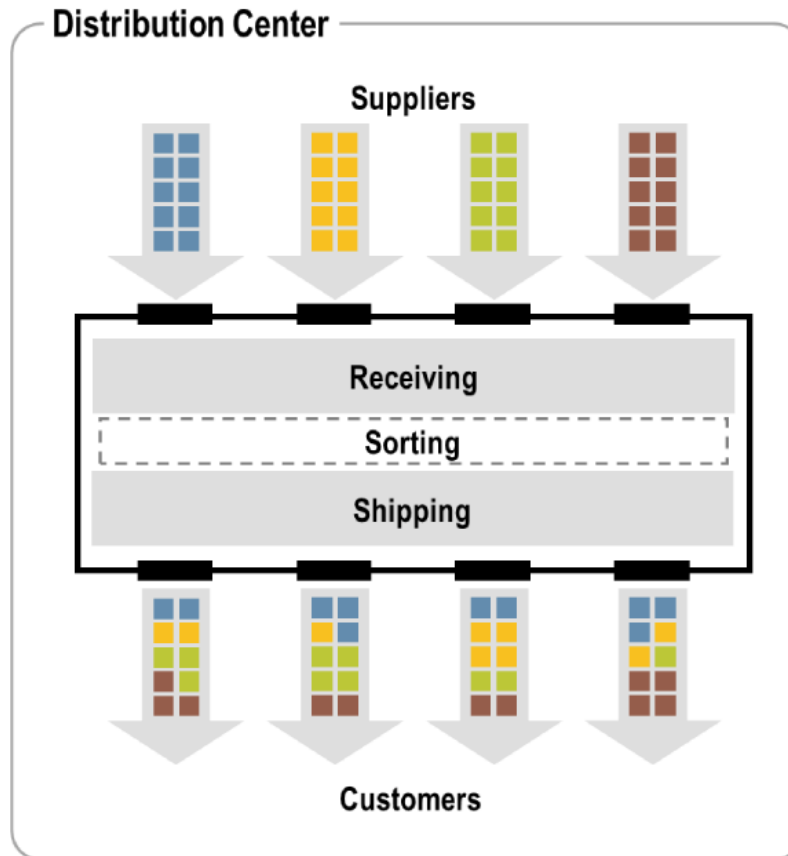 Distribution Center
Suppliers
Receiving
Sorting
Shipping
Customers